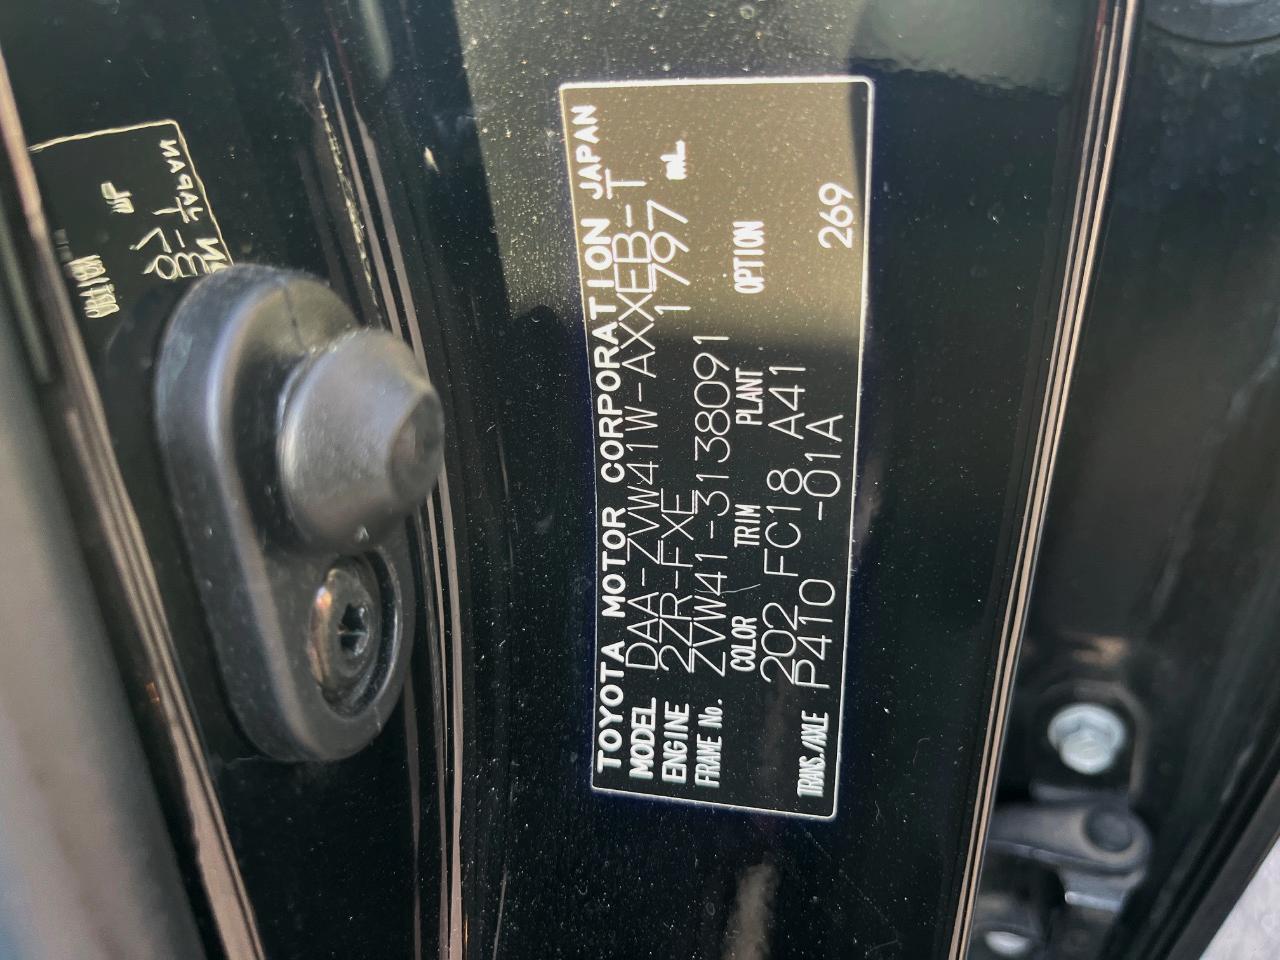 TOYOTA MOTOR CORPORATION JAPAN
MODEL DAA-ZVW41W-AXXEB-T
ENGINE 2ZR-FXE 1797 mL
FRAME No. ZVW41-3138091
COLOR TRIM PLANT OPTION
202 FC18 A41
TRANS./AXLE P410 -01A 269